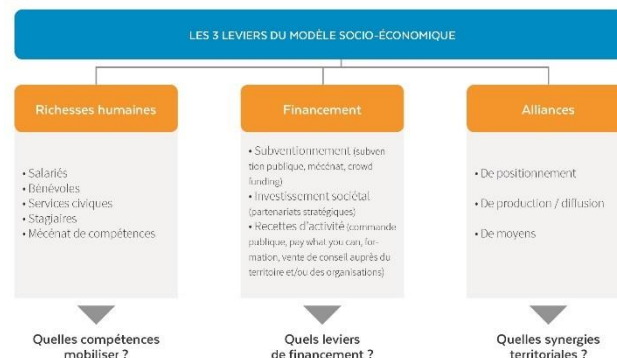 LES 3 LEVIERS DU MODÈLE SOCIO-ÉCONOMIQUE
Richesses humaines
• Salariés
• Bénévoles
• Services civiques
• Stagiaires
• Mécénat de compétences
Quelles compétences
mobiliser ?
Financement
• Subventionnement (subven
tion publique, mécénat, crowd
funding)
• Investissement sociétal
(partenariats stratégiques)
• Recettes d'activité (commande
publique, pay what you can, for-
mation, vente de conseil auprès du
territoire et/ou des organisations)
Quels leviers
de financement ?
Alliances
• De positionnement
• De production / diffusion
• De moyens
Quelles synergies
territoriales ?